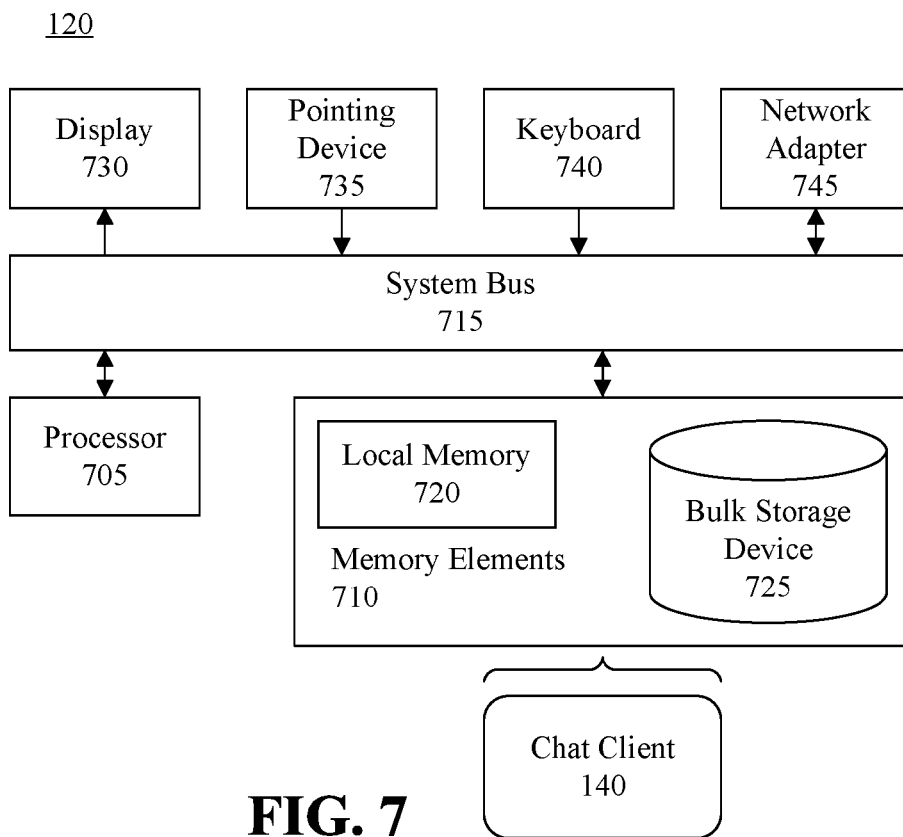 120
Display
730
Pointing
Device
735
Keyboard
740
Network
Adapter
745
System Bus
715
Processor
705
Local Memory
720
Memory Elements
710
Bulk Storage
Device
725
Chat Client
140
FIG. 7